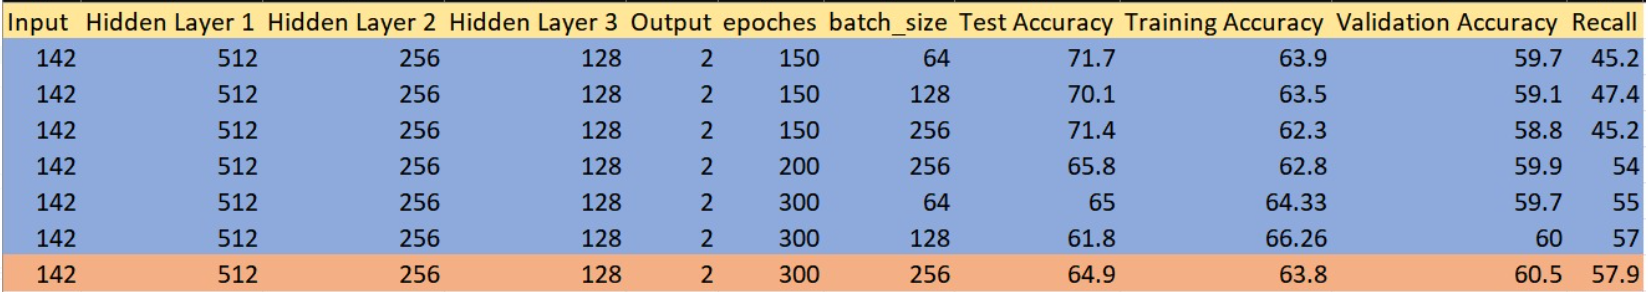 Input Hidden Layer 1 Hidden Layer 2 Hidden Layer 3 Output epoches batch_size Test Accuracy Training Accuracy Validation Accuracy Recall
142 512 256 128 2 150 64 71.7 63.9 59.7 45.2
142 512 256 128 2 150 128 70.1 63.5 59.1 47.4
142 512 256 128 2 150 256 71.4 62.3 58.8 45.2
142 512 256 128 2 200 256 65.8 62.8 59.9 54
142 512 256 128 2 300 64 65 64.33 59.7 55
142 512 256 128 2 300 128 61.8 66.26 60 57
142 512 256 128 2 300 256 64.9 63.8 60.5 57.9